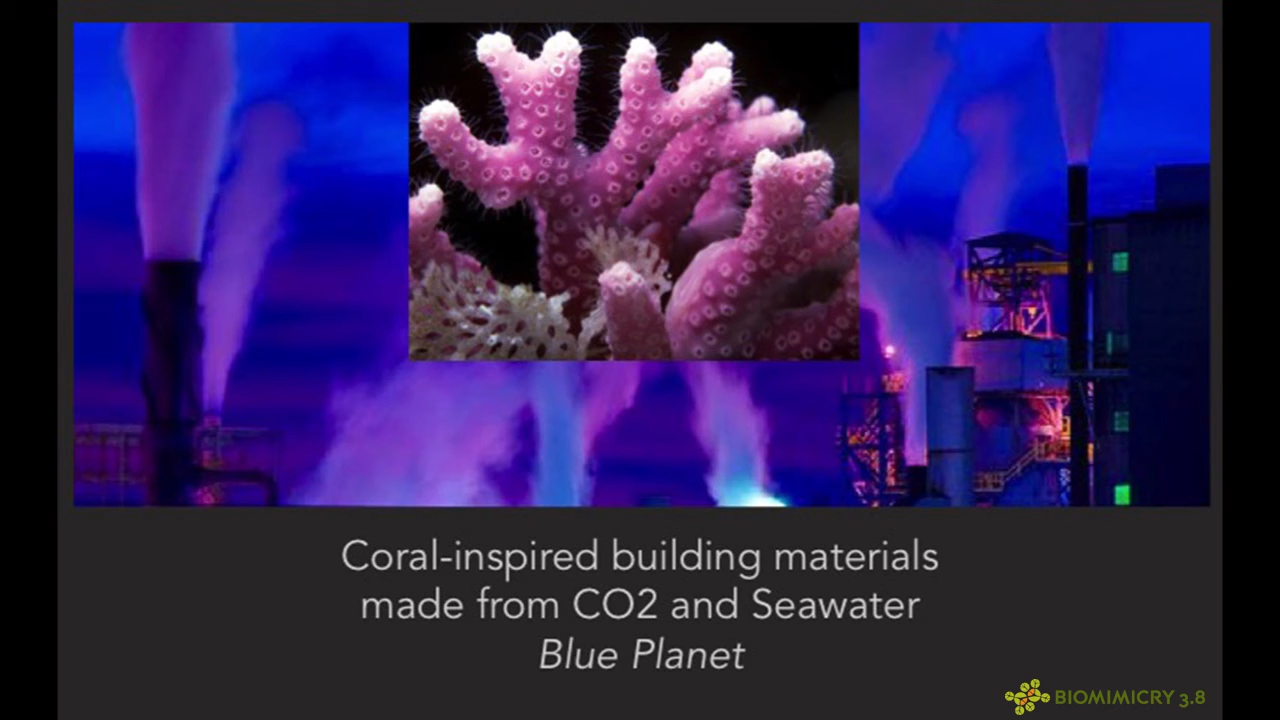 Coral-inspired building materials
made from CO2 and Seawater
Blue Planet
BIOMIMICRY 3.8